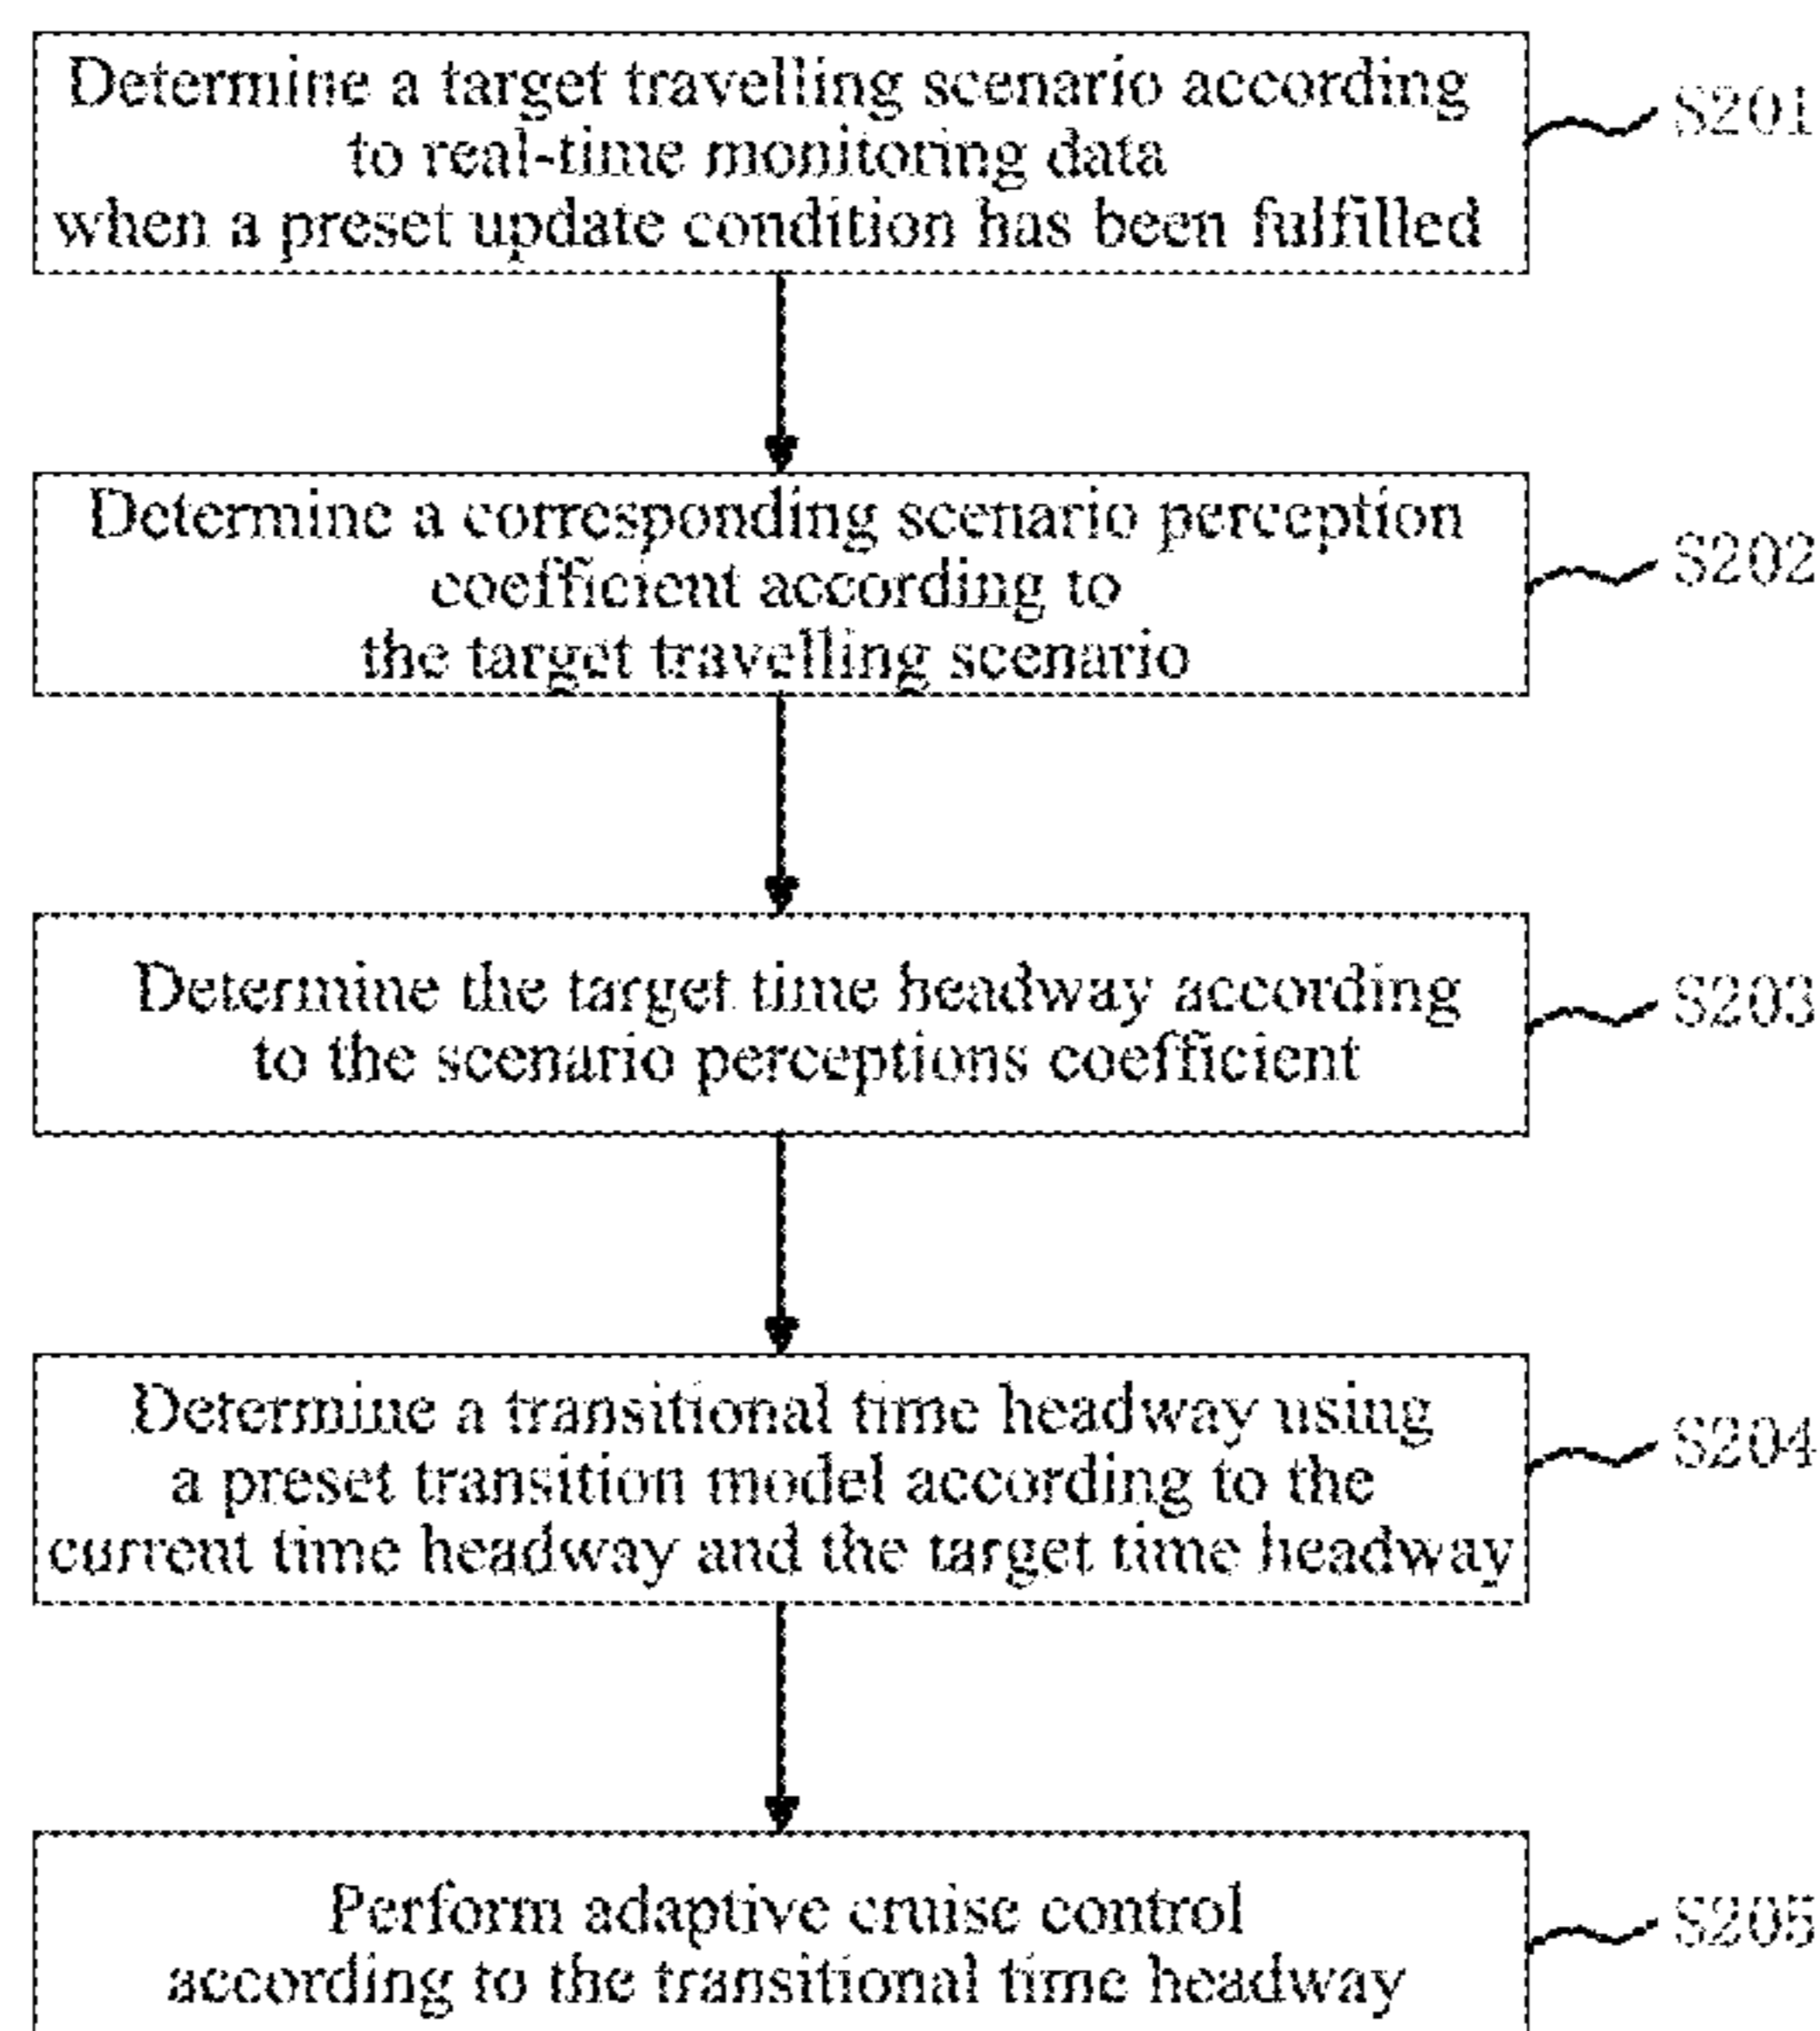 Determine a target travelling scenario according
to real-time monitoring data
when a preset update condition has been fulfilled
S201
Determine a corresponding scenario perception
coefficient according to
the target travelling scenario
S202
Determine the target time headway according
to the scenario perceptions coefficient
S203
Determine a transitional time headway using
a preset transition model according to the
current time headway and the target time headway
S204
Perform adaptive cruise control
according to the transitional time headway
S205